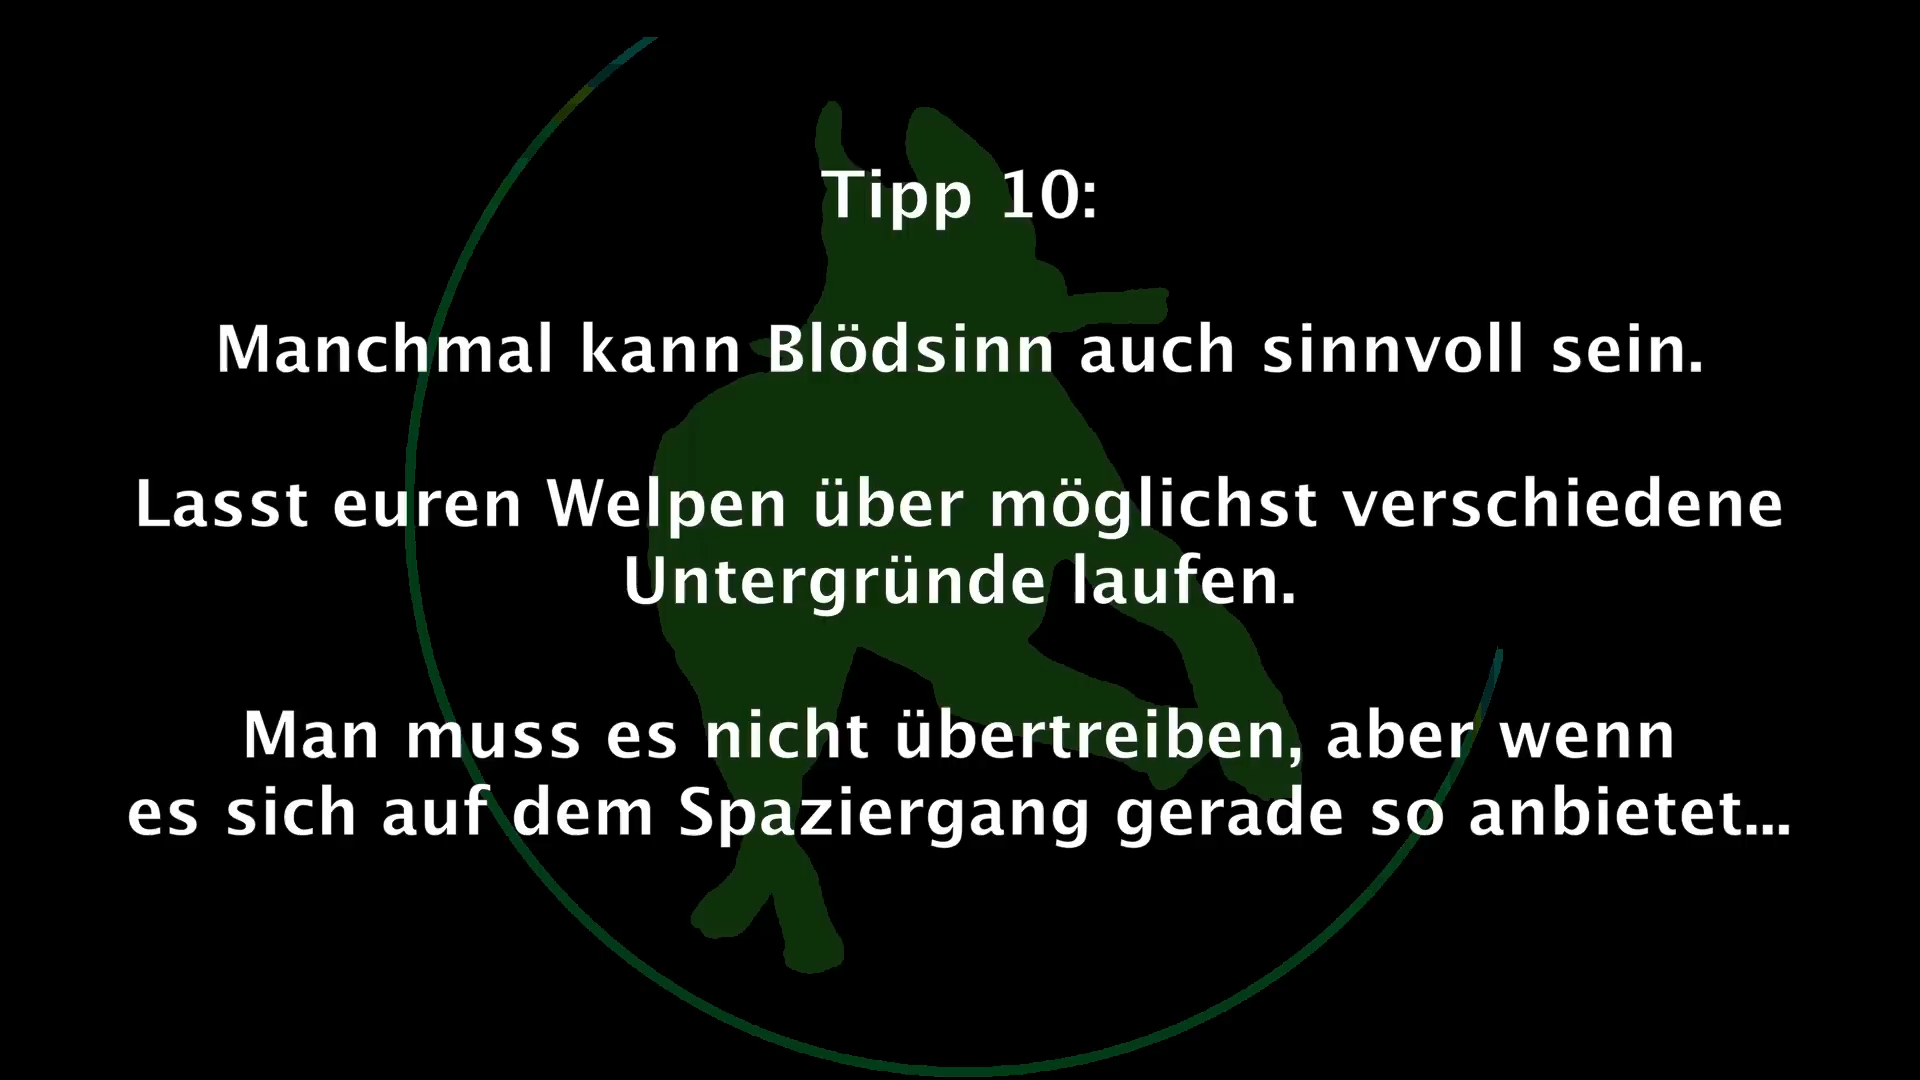 Tipp 10:
Manchmal kann Blödsinn auch sinnvoll sein.
Lasst euren Welpen über möglichst verschiedene
Untergründe laufen.
Man muss es nicht übertreiben, aber wenn
es sich auf dem Spaziergang gerade so anbietet...